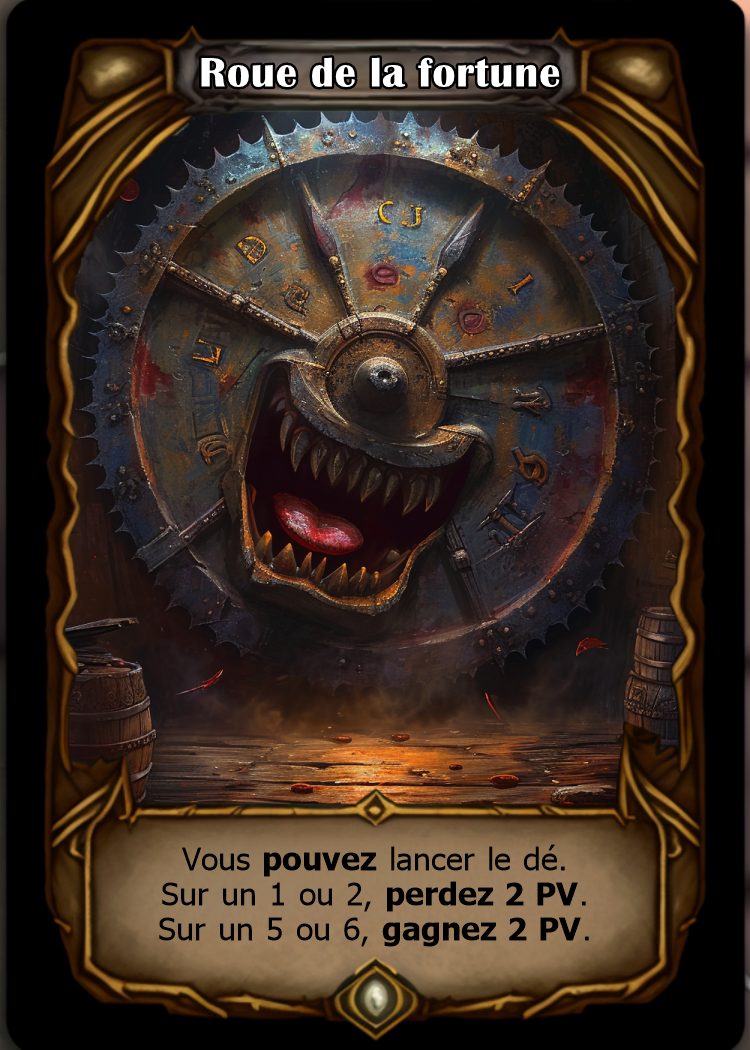 Roue de la fortune
Vous pouvez lancer le dé.
Sur un 1 ou 2, perdez 2 PV.
Sur un 5 ou 6, gagnez 2 PV.